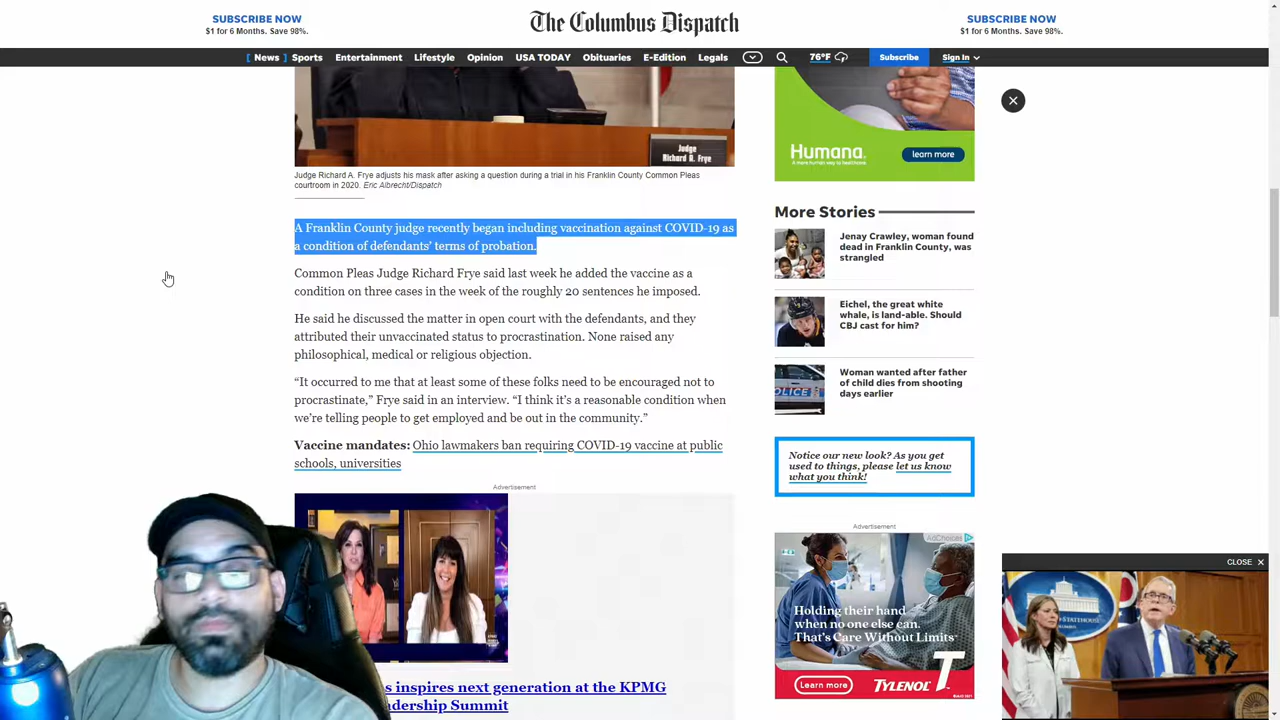 SUBSCRIBE NOW
$1 for 6 Months. Save 98%.
The Columbus Dispatch
SUBSCRIBE NOW
$1 for 6 Months. Save 98%.
[ News ] Sports Entertainment Lifestyle Opinion USA TODAY Obituaries E-Edition Legals 76°F Subscribe Sign In
Judge
Richard A. Frye
Judge Richard A. Frye adjusts his mask after asking a question during a trial in his Franklin County Common Pleas
courtroom in 2020. Eric Albrecht/Dispatch
A Franklin County judge recently began including vaccination against COVID-19 as
a condition of defendants' terms of probation.
Common Pleas Judge Richard Frye said last week he added the vaccine as a
condition on three cases in the week of the roughly 20 sentences he imposed.
He said he discussed the matter in open court with the defendants, and they
attributed their unvaccinated status to procrastination. None raised any
philosophical, medical or religious objection.
“It occurred to me that at least some of these folks need to be encouraged not to
procrastinate,” Frye said in an interview. “I think it's a reasonable condition when
we're telling people to get employed and be out in the community.”
Vaccine mandates: Ohio lawmakers ban requiring COVID-19 vaccine at public
schools, universities
Advertisement
s inspires next generation at the KPMG
dership Summit
Humana.
A more human way to healthcare
learn more
More Stories
Jenay Crawley, woman found
dead in Franklin County, was
strangled
Eichel, the great white
whale, is land-able. Should
CBJ cast for him?
POLICE
Woman wanted after father
of child dies from shooting
days earlier
Notice our new look? As you get
used to things, please let us know
what you think!
Advertisement
AdChoices
Holding their hand
when no one else can.
That's Care Without Limits
Learn more
TYLENOL
CLOSE X
STATEHOUSE